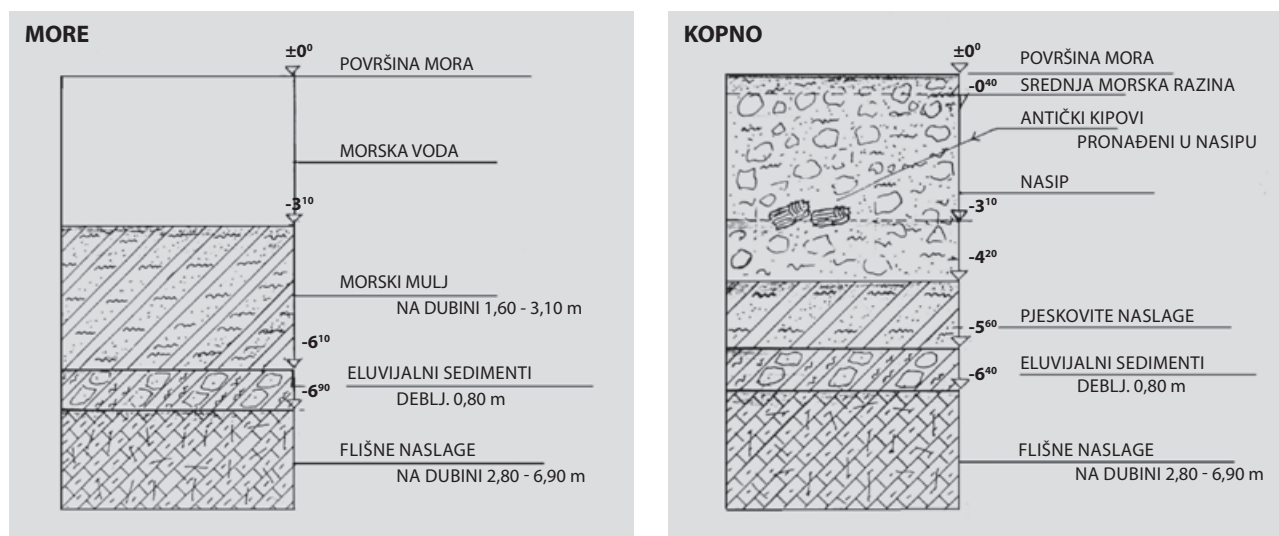 MORE
±0⁰
POVRŠINA MORA
MORSKA VODA
-3¹⁰
MORSKI MULJ
NA DUBINI 1,60 - 3,10 m
-6¹⁰
ELUVIJALNI SEDIMENTI
-6⁹⁰
DEBLJ. 0,80 m
FLIŠNE NASLAGE
NA DUBINI 2,80 - 6,90 m
KOPNO
±0⁰
POVRŠINA MORA
-0⁴⁰
SREDNJA MORSKA RAZINA
ANTIČKI KIPOVI
PRONAĐENI U NASIPU
NASIP
-3¹⁰
-4²⁰
PJESKOVITE NASLAGE
-5⁶⁰
ELUVIJALNI SEDIMENTI
-6⁴⁰
DEBLJ. 0,80 m
FLIŠNE NASLAGE
NA DUBINI 2,80 - 6,90 m